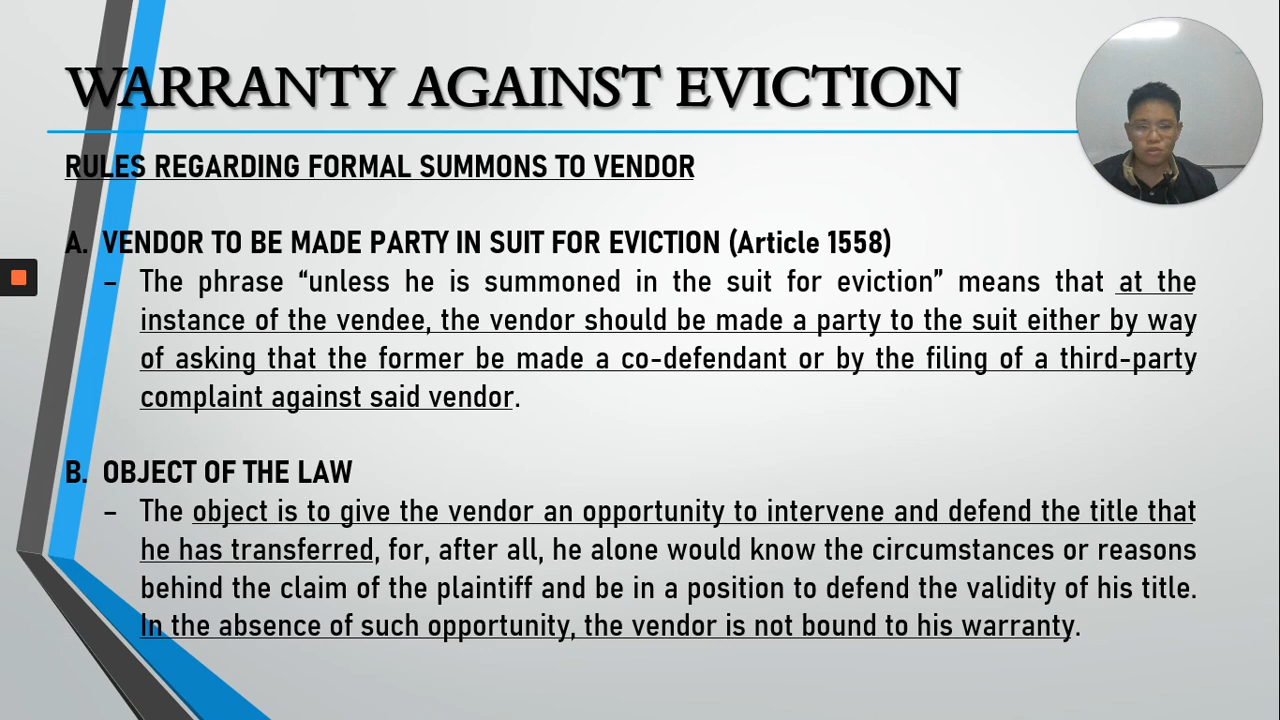 WARRANTY AGAINST EVICTION
RULES REGARDING FORMAL SUMMONS TO VENDOR
A. VENDOR TO BE MADE PARTY IN SUIT FOR EVICTION (Article 1558)
– The phrase “unless he is summoned in the suit for eviction” means that at the
instance of the vendee, the vendor should be made a party to the suit either by way
of asking that the former be made a co-defendant or by the filing of a third-party
complaint against said vendor.
B. OBJECT OF THE LAW
– The object is to give the vendor an opportunity to intervene and defend the title that
he has transferred, for, after all, he alone would know the circumstances or reasons
behind the claim of the plaintiff and be in a position to defend the validity of his title.
In the absence of such opportunity, the vendor is not bound to his warranty.